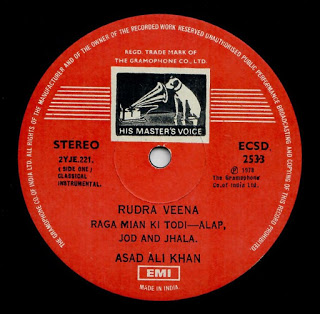 ALL RIGHTS OF THE MANUFACTURER AND OF THE OWNER OF THE RECORDED WORK RESERVED UNAUTHORISED PUBLIC PERFORMANCE BROADCASTING AND COPYING OF THIS RECORD PROHIBITED.
THE GRAMOPHONE CO. OF INDIA LTD.
REGD. TRADE MARK OF
THE GRAMOPHONE CO., LTD.
HIS MASTER'S VOICE
STEREO
2YJE.221.
(SIDE ONE)
CLASSICAL
INSTRUMENTAL.
ECSD.
2533
Ⓟ 1978
The Gramophone
Co.of India Ltd.
RUDRA VEENA
RAGA MIAN KI TODI—ALAP,
JOD AND JHALA.
ASAD ALI KHAN
EMI
MADE IN INDIA.